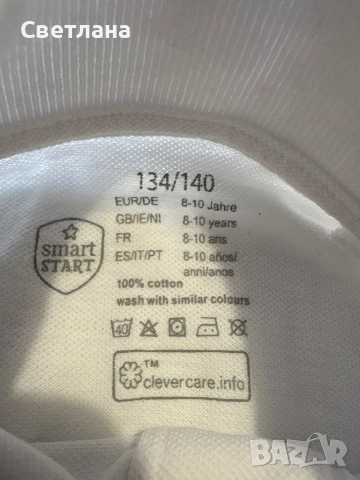 Светлана
134/140
EUR/DE 8-10 Jahre
GB/IE/NI 8-10 years
FR 8-10 ans
ES/IT/PT 8-10 años/
anni/anos
smart
START
100% cotton
wash with similar colours
40
™
clevercare.info
BAZAR
bg